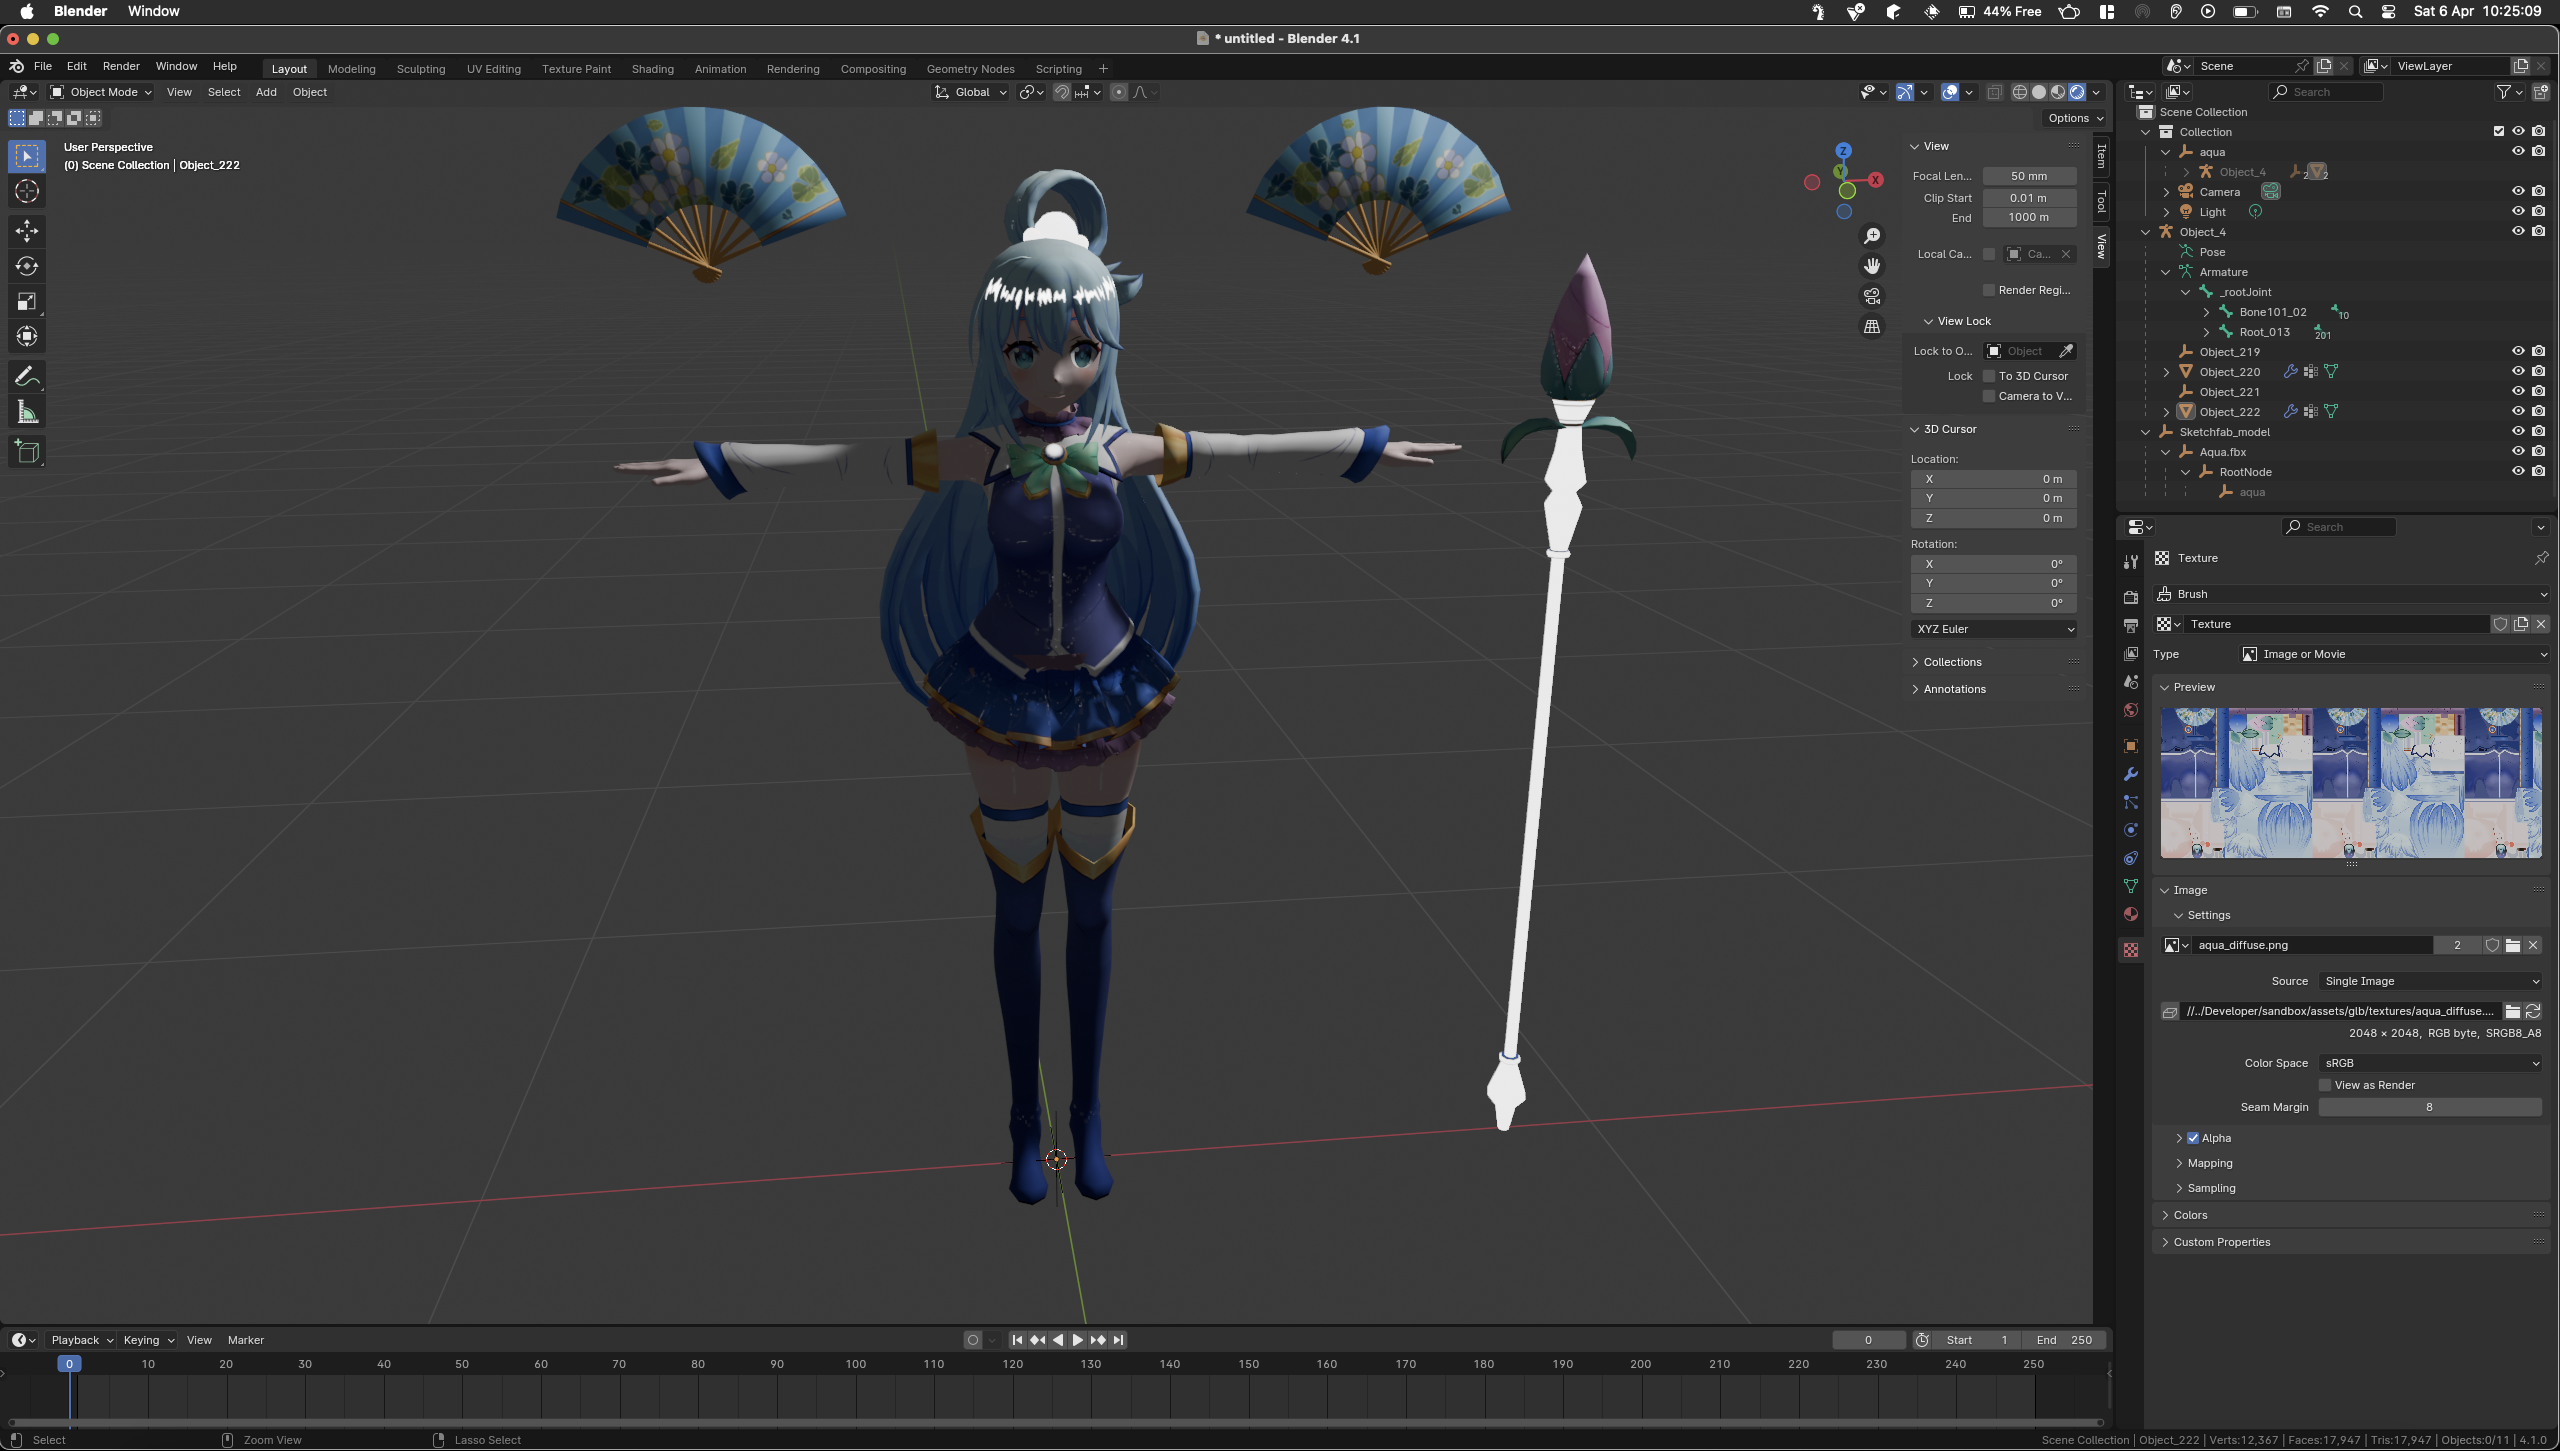 Blender Window 44% Free Sat 6 Apr 10:25:09
* untitled - Blender 4.1
File Edit Render Window Help Layout Modeling Sculpting UV Editing Texture Paint Shading Animation Rendering Compositing Geometry Nodes Scripting + Scene ViewLayer
Object Mode View Select Add Object Global Search
Options
User Perspective
(0) Scene Collection | Object_222
Z
Y
X
View
Focal Len... 50 mm
Clip Start 0.01 m
End 1000 m
Local Ca... Ca...
Render Regi...
View Lock
Lock to O... Object
Lock To 3D Cursor
Camera to V...
3D Cursor
Location:
X 0 m
Y 0 m
Z 0 m
Rotation:
X 0°
Y 0°
Z 0°
XYZ Euler
Collections
Annotations
Item
Tool
View
Scene Collection
Collection
aqua
Object_4 2 2
Camera
Light
Object_4
Pose
Armature
_rootJoint
Bone101_02 10
Root_013 201
Object_219
Object_220
Object_221
Object_222
Sketchfab_model
Aqua.fbx
RootNode
aqua
Search
Texture
Brush
Texture
Type Image or Movie
Preview
Image
Settings
aqua_diffuse.png 2
Source Single Image
//../Developer/sandbox/assets/glb/textures/aqua_diffuse....
2048 × 2048, RGB byte, SRGB8_A8
Color Space sRGB
View as Render
Seam Margin 8
Alpha
Mapping
Sampling
Colors
Custom Properties
Playback Keying View Marker 0 Start 1 End 250
0 10 20 30 40 50 60 70 80 90 100 110 120 130 140 150 160 170 180 190 200 210 220 230 240 250
Select Zoom View Lasso Select Scene Collection | Object_222 | Verts:12,367 | Faces:17,947 | Tris:17,947 | Objects:0/11 | 4.1.0